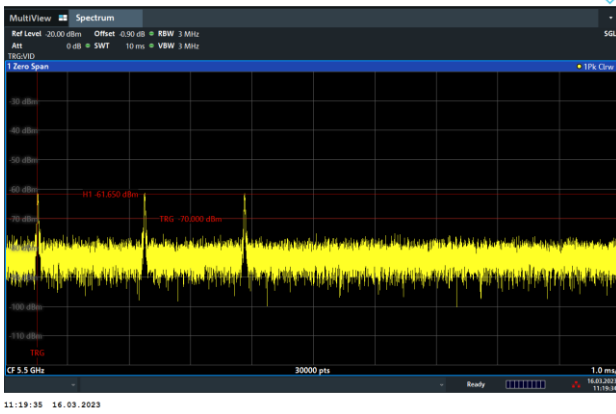 MultiView Spectrum
Ref Level -20.00 dBm Offset -0.90 dB RBW 3 MHz SGL
Att 0 dB SWT 10 ms VBW 3 MHz
TRG:VID
1 Zero Span 1Pk Clrw
-30 dBm
-40 dBm
-50 dBm
-60 dBm
H1 -61.650 dBm
-70 dBm
TRG -70.000 dBm
-100 dBm
-110 dBm
TRG
CF 5.5 GHz 30000 pts 1.0 ms/
Ready 16.03.2023
11:19:34
11:19:35 16.03.2023